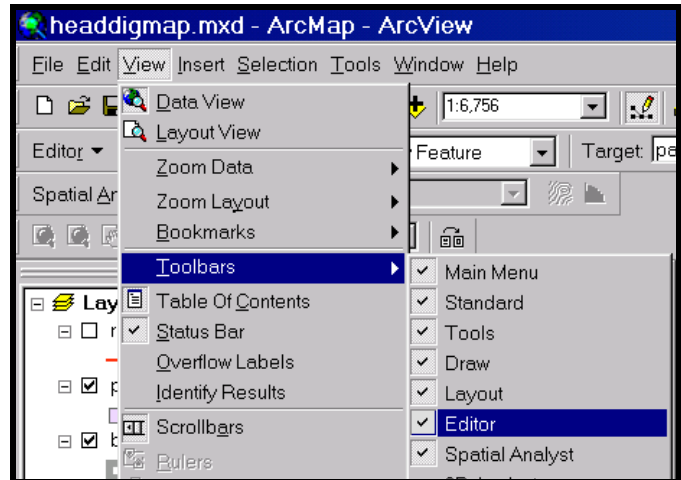 headdigmap.mxd - ArcMap - ArcView
File Edit View Insert Selection Tools Window Help
Data View
1:6,756
Layout View
Editor
Feature
Target:
Zoom Data
Spatial
Zoom Layout
Bookmarks
Toolbars
Main Menu
Table Of Contents
Standard
Status Bar
Tools
Overflow Labels
Draw
Identify Results
Layout
Scrollbars
Editor
Rulers
Spatial Analyst